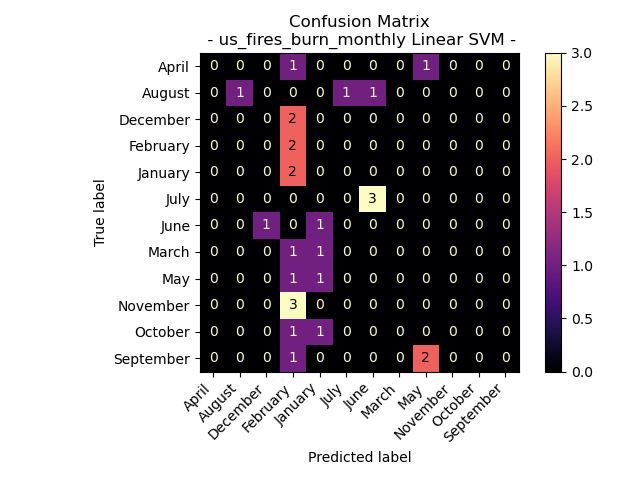 Confusion Matrix
- us_fires_burn_monthly Linear SVM -
True label
April 0 0 0 1 0 0 0 0 1 0 0 0
August 0 1 0 0 0 1 1 0 0 0 0 0
December 0 0 0 2 0 0 0 0 0 0 0 0
February 0 0 0 2 0 0 0 0 0 0 0 0
January 0 0 0 2 0 0 0 0 0 0 0 0
July 0 0 0 0 0 0 3 0 0 0 0 0
June 0 0 1 0 1 0 0 0 0 0 0 0
March 0 0 0 1 1 0 0 0 0 0 0 0
May 0 0 0 1 1 0 0 0 0 0 0 0
November 0 0 0 3 0 0 0 0 0 0 0 0
October 0 0 0 1 1 0 0 0 0 0 0 0
September 0 0 0 1 0 0 0 0 2 0 0 0
April August December February January July June March May November October September
Predicted label
3.0
2.5
2.0
1.5
1.0
0.5
0.0